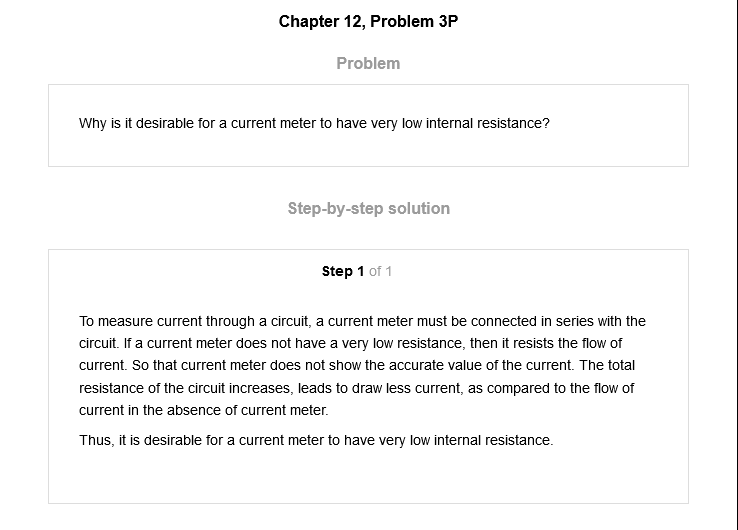 Chapter 12, Problem 3P
Problem
Why is it desirable for a current meter to have very low internal resistance?
Step-by-step solution
Step 1 of 1
To measure current through a circuit, a current meter must be connected in series with the
circuit. If a current meter does not have a very low resistance, then it resists the flow of
current. So that current meter does not show the accurate value of the current. The total
resistance of the circuit increases, leads to draw less current, as compared to the flow of
current in the absence of current meter.
Thus, it is desirable for a current meter to have very low internal resistance.